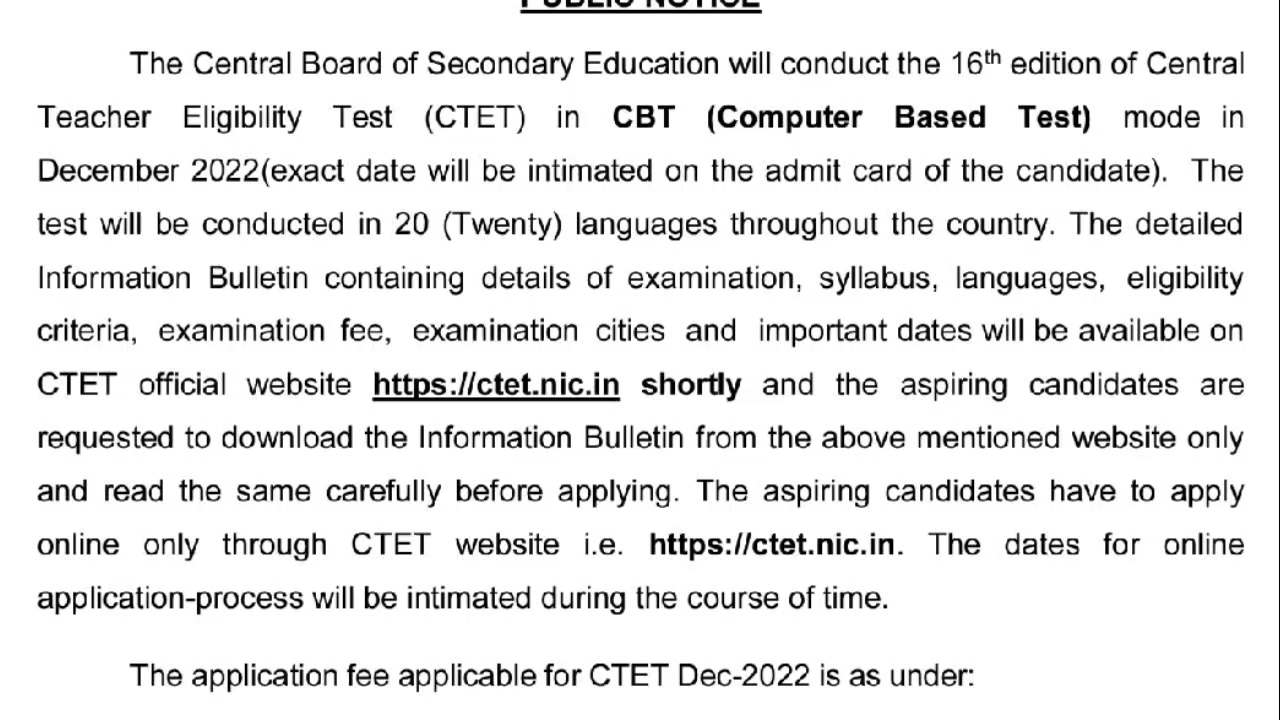 PUBLIC NOTICE
The Central Board of Secondary Education will conduct the 16th edition of Central
Teacher Eligibility Test (CTET) in CBT (Computer Based Test) mode in
December 2022(exact date will be intimated on the admit card of the candidate). The
test will be conducted in 20 (Twenty) languages throughout the country. The detailed
Information Bulletin containing details of examination, syllabus, languages, eligibility
criteria, examination fee, examination cities and important dates will be available on
CTET official website https://ctet.nic.in shortly and the aspiring candidates are
requested to download the Information Bulletin from the above mentioned website only
and read the same carefully before applying. The aspiring candidates have to apply
online only through CTET website i.e. https://ctet.nic.in. The dates for online
application-process will be intimated during the course of time.
The application fee applicable for CTET Dec-2022 is as under: